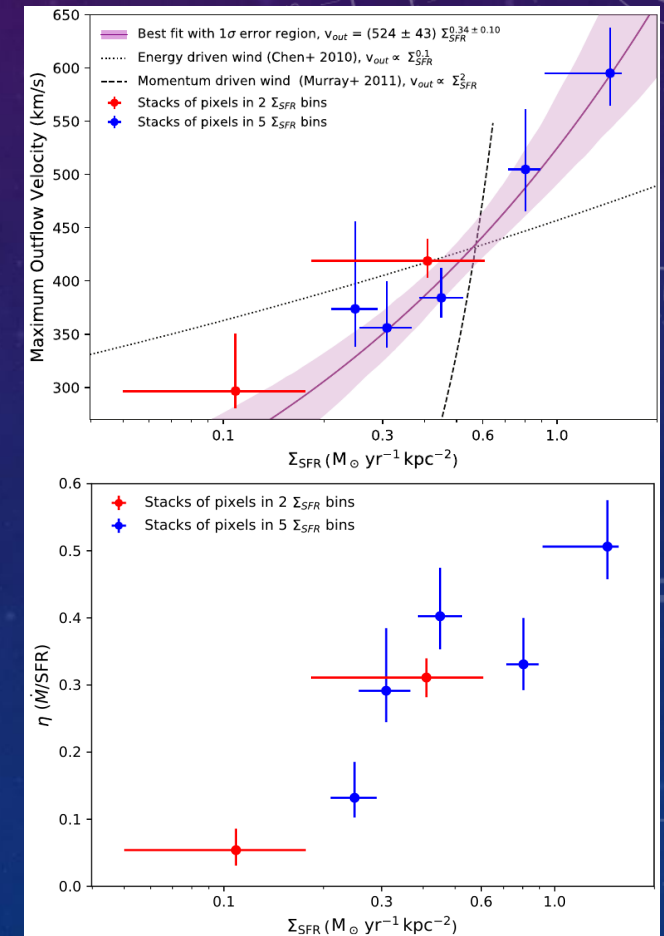 650
600
550
500
450
400
350
300
Maximum Outflow Velocity (km/s)
Best fit with 1σ error region, v_out = (524 ± 43) Σ_SFR^0.34 ± 0.10
Energy driven wind (Chen+ 2010), v_out ∝ Σ_SFR^0.1
Momentum driven wind (Murray+ 2011), v_out ∝ Σ_SFR^2
Stacks of pixels in 2 Σ_SFR bins
Stacks of pixels in 5 Σ_SFR bins
0.1 0.3 0.6 1.0
Σ_SFR (M⊙ yr⁻¹ kpc⁻²)
0.6
0.5
0.4
0.3
0.2
0.1
0.0
η (Ṁ/SFR)
Stacks of pixels in 2 Σ_SFR bins
Stacks of pixels in 5 Σ_SFR bins
0.1 0.3 0.6 1.0
Σ_SFR (M⊙ yr⁻¹ kpc⁻²)